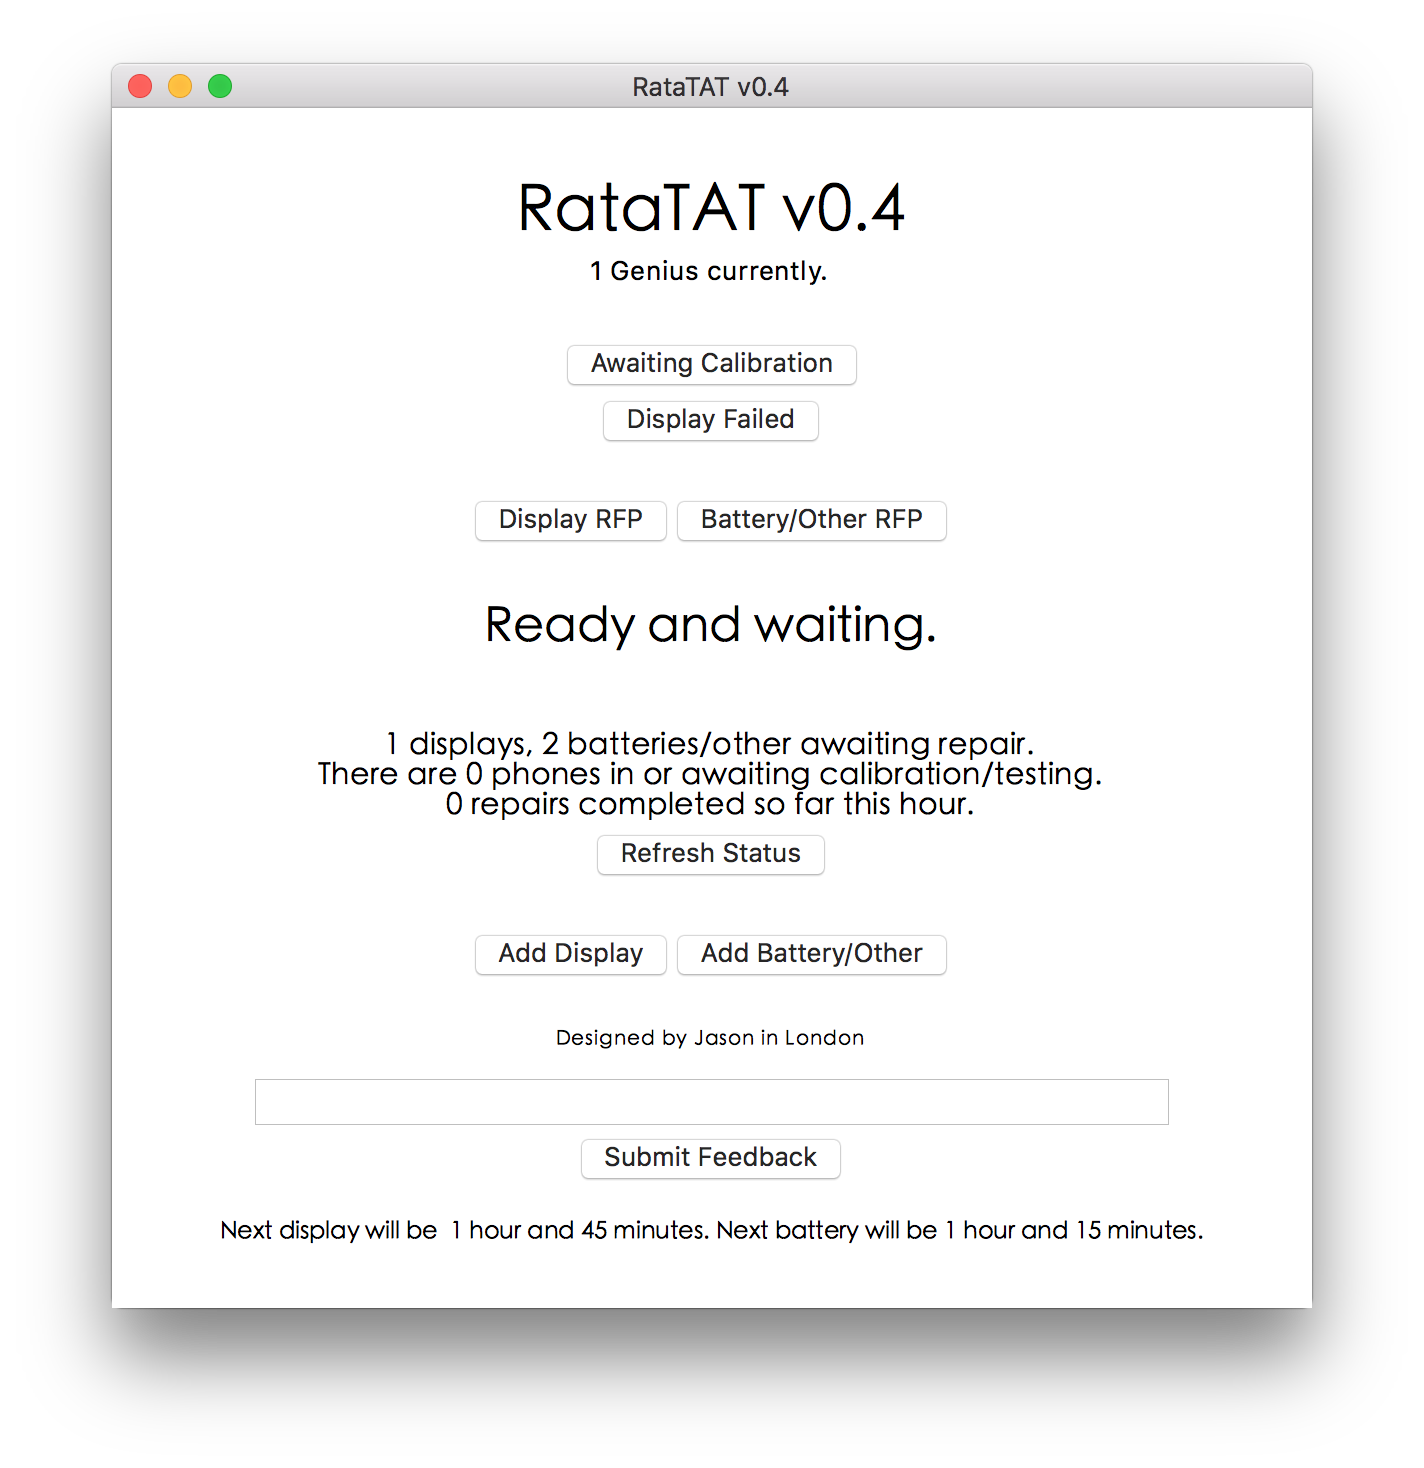 RataTAT v0.4
RataTAT v0.4
1 Genius currently.
Awaiting Calibration
Display Failed
Display RFP Battery/Other RFP
Ready and waiting.
1 displays, 2 batteries/other awaiting repair.
There are 0 phones in or awaiting calibration/testing.
0 repairs completed so far this hour.
Refresh Status
Add Display Add Battery/Other
Designed by Jason in London
Submit Feedback
Next display will be  1 hour and 45 minutes. Next battery will be 1 hour and 15 minutes.